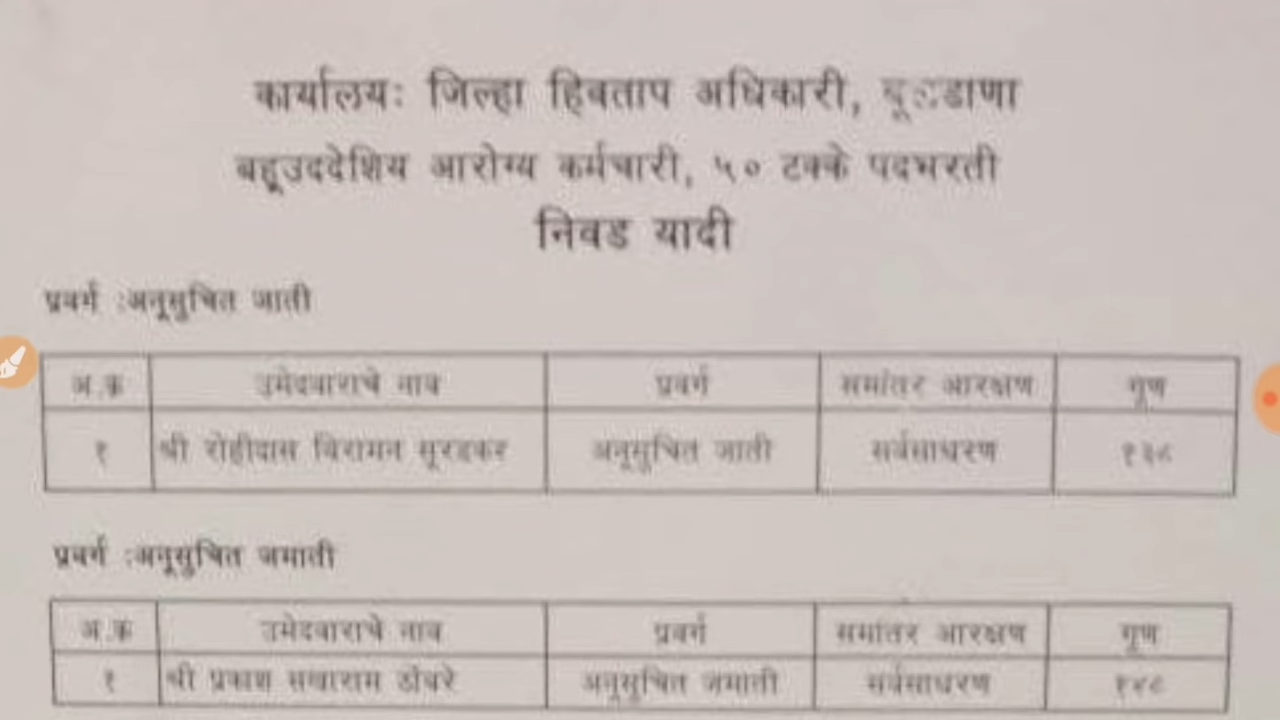 कार्यालयः जिल्हा हिवताप अधिकारी,
बहूउददेशिय आरोग्य कर्मचारी, ५० टक्के पदभरती
निवड यादी
प्रवर्ग :अनूसुचित जाती
अ.क्र उमेदवाराचे नाव प्रवर्ग समांतर आरक्षण गूण
१ श्री रोहीदास सूरडकर अनूसुचित जाती सर्वसाधरण
प्रवर्ग :अनूसुचित जमाती
अ.क्र उमेदवाराचे नाव प्रवर्ग समांतर आरक्षण गूण
१ श्री प्रकाश सखाराम अनूसुचित जमाती सर्वसाधरण